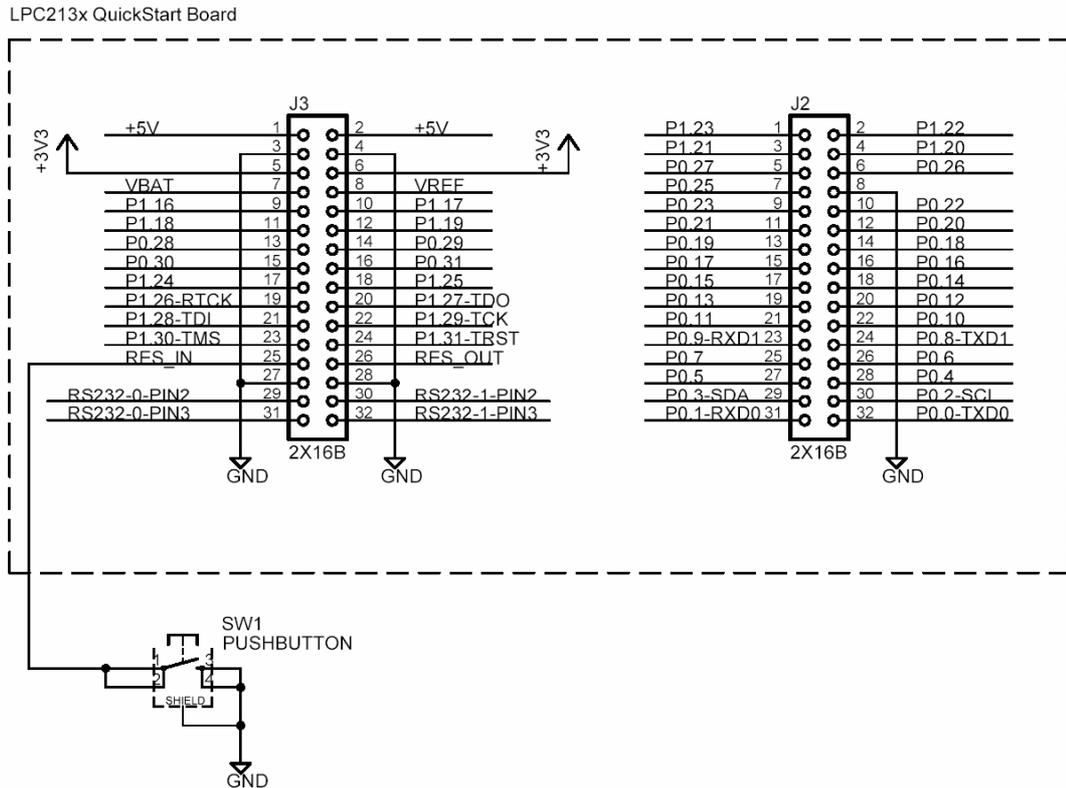 LPC213x QuickStart Board
J3 J2
+5V 1 2 +5V P1.23 1 2 P1.22
+3V3 3 4 +3V3 P1.21 3 4 P1.20
5 6 P0.27 5 6 P0.26
VBAT 7 8 VREF P0.25 7 8
P1.16 9 10 P1.17 P0.23 9 10 P0.22
P1.18 11 12 P1.19 P0.21 11 12 P0.20
P0.28 13 14 P0.29 P0.19 13 14 P0.18
P0.30 15 16 P0.31 P0.17 15 16 P0.16
P1.24 17 18 P1.25 P0.15 17 18 P0.14
P1.26-RTCK 19 20 P1.27-TDO P0.13 19 20 P0.12
P1.28-TDI 21 22 P1.29-TCK P0.11 21 22 P0.10
P1.30-TMS 23 24 P1.31-TRST P0.9-RXD1 23 24 P0.8-TXD1
RES_IN 25 26 RES_OUT P0.7 25 26 P0.6
27 28 P0.5 27 28 P0.4
RS232-0-PIN2 29 30 RS232-1-PIN2 P0.3-SDA 29 30 P0.2-SCL
RS232-0-PIN3 31 32 RS232-1-PIN3 P0.1-RXD0 31 32 P0.0-TXD0
2X16B 2X16B
GND GND GND
SW1
PUSHBUTTON
1 3
2 4
SHIELD
GND